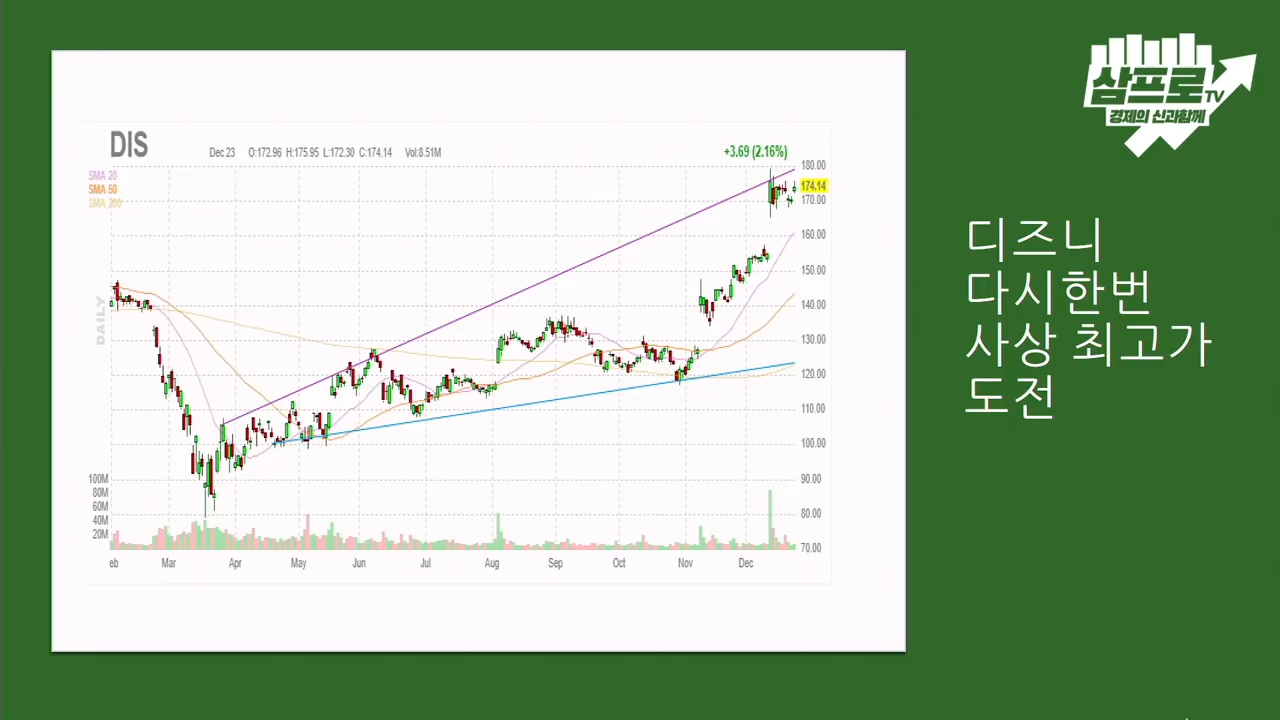 삼프로TV
경제의 신과함께
DIS
Dec 23 O:172.96 H:175.95 L:172.30 C:174.14 Vol:8.51M
+3.69 (2.16%)
SMA 20
SMA 50
SMA 200
DAILY
180.00
174.14
170.00
160.00
150.00
140.00
130.00
120.00
110.00
100.00
90.00
80.00
70.00
100M
80M
60M
40M
20M
eb Mar Apr May Jun Jul Aug Sep Oct Nov Dec
디즈니
다시한번
사상 최고가
도전